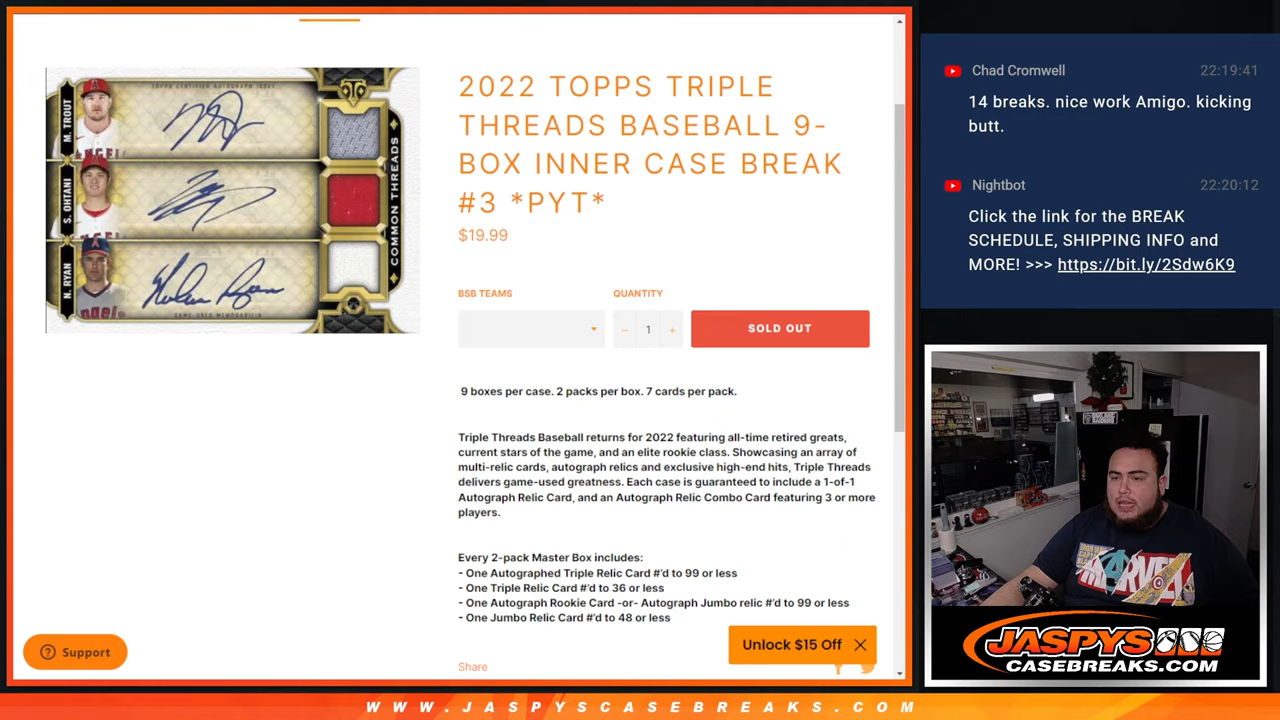 2022 TOPPS TRIPLE
THREADS BASEBALL 9-
BOX INNER CASE BREAK
#3 *PYT*
$19.99
BSB TEAMS
QUANTITY
− 1 +
SOLD OUT
9 boxes per case. 2 packs per box. 7 cards per pack.
Triple Threads Baseball returns for 2022 featuring all-time retired greats,
current stars of the game, and an elite rookie class. Showcasing an array of
multi-relic cards, autograph relics and exclusive high-end hits, Triple Threads
delivers game-used greatness. Each case is guaranteed to include a 1-of-1
Autograph Relic Card, and an Autograph Relic Combo Card featuring 3 or more
players.
Every 2-pack Master Box includes:
- One Autographed Triple Relic Card #'d to 99 or less
- One Triple Relic Card #'d to 36 or less
- One Autograph Rookie Card -or- Autograph Jumbo relic #'d to 99 or less
- One Jumbo Relic Card #'d to 48 or less
Share
Support
Unlock $15 Off
TOPPS CERTIFIED AUTOGRAPH ISSUE
M. TROUT
S. OHTANI
N. RYAN
COMMON THREADS
GAME-USED MEMORABILIA
Chad Cromwell 22:19:41
14 breaks. nice work Amigo. kicking
butt.
Nightbot 22:20:12
Click the link for the BREAK
SCHEDULE, SHIPPING INFO and
MORE! >>> https://bit.ly/2Sdw6K9
MARVEL
JASPYS
CASEBREAKS.COM
WWW.JASPYSCASEBREAKS.COM